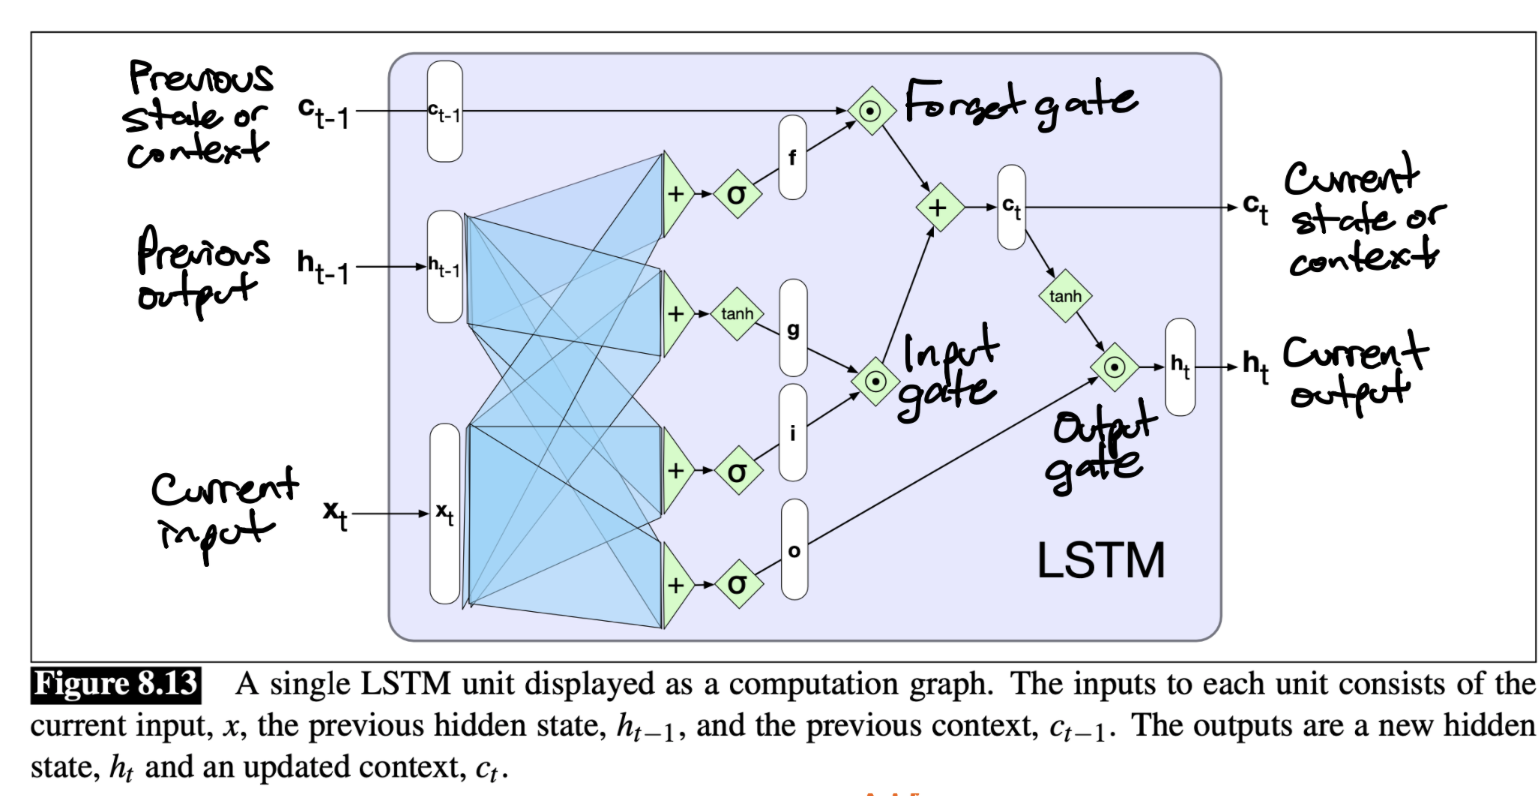 Previous
state or
context
c_{t-1}
c_{t-1}
Forget gate
f
+
σ
+
c_t
c_t
Current
state or
context
Previous
output
h_{t-1}
h_{t-1}
+
tanh
g
tanh
Input
gate
h_t
h_t
Current
output
i
Output
gate
Current
input
x_t
x_t
+
σ
o
+
σ
LSTM
Figure 8.13 A single LSTM unit displayed as a computation graph. The inputs to each unit consists of the
current input, x, the previous hidden state, h_{t−1}, and the previous context, c_{t−1}. The outputs are a new hidden
state, h_t and an updated context, c_t.